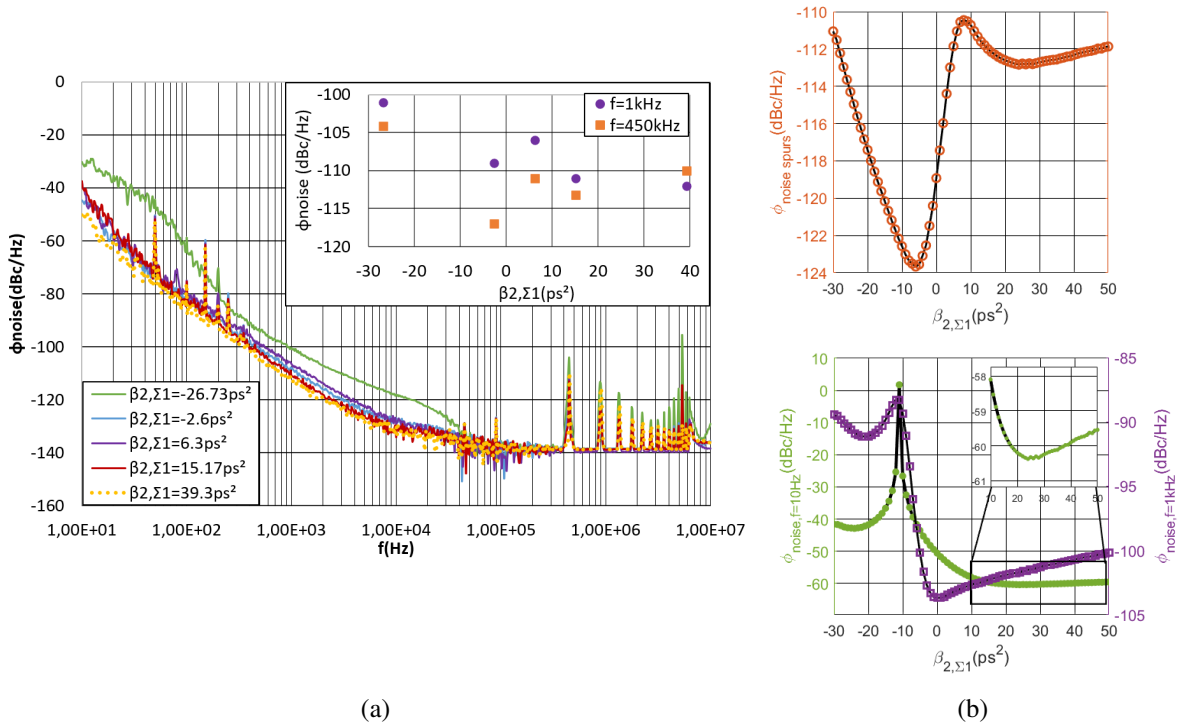 ϕnoise(dBc/Hz)
0
-20
-40
-60
-80
-100
-120
-140
-160
1,00E+01 1,00E+02 1,00E+03 1,00E+04 1,00E+05 1,00E+06 1,00E+07
f(Hz)
β2,Σ1=-26.73ps²
β2,Σ1=-2.6ps²
β2,Σ1=6.3ps²
β2,Σ1=15.17ps²
β2,Σ1=39.3ps²
ϕnoise (dBc/Hz)
-100
-105
-110
-115
-120
-30 -20 -10 0 10 20 30 40
β2,Σ1(ps²)
f=1kHz
f=450kHz
(a)
ϕnoise spurs(dBc/Hz)
-110
-112
-114
-116
-118
-120
-122
-124
-30 -20 -10 0 10 20 30 40 50
β2,Σ1(ps²)
ϕnoise,f=10Hz(dBc/Hz)
10
0
-10
-20
-30
-40
-50
-60
-30 -20 -10 0 10 20 30 40 50
β2,Σ1(ps²)
-85
-90
-95
-100
-105
ϕnoise,f=1kHz(dBc/Hz)
-58
-59
-60
-61
10 20 30 40 50
(b)